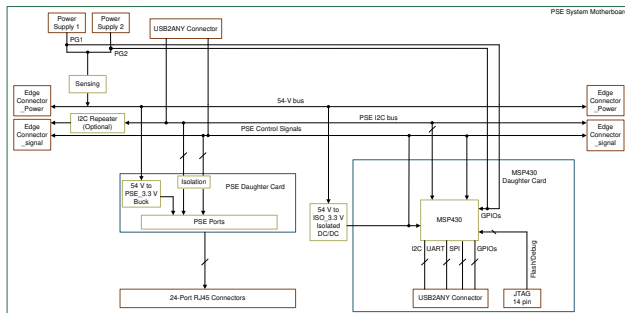 PSE System Motherboard
Power
Supply 1
Power
Supply 2
USB2ANY Connector
PG1
PG2
Sensing
Edge
Connector
_Power
54-V bus
Edge
Connector
_Power
I2C Repeater
(Optional)
PSE I2C bus
Edge
Connector
_signal
PSE Control Signals
Edge
Connector
_signal
54 V to
PSE_3.3 V
Buck
Isolation
PSE Daughter Card
PSE Ports
54 V to
ISO_3.3 V
Isolated
DC/DC
MSP430
Daughter Card
GPIOs
MSP430
I2C
UART
SPI
GPIOs
Flash/Debug
24-Port RJ45 Connectors
USB2ANY Connector
JTAG
14 pin